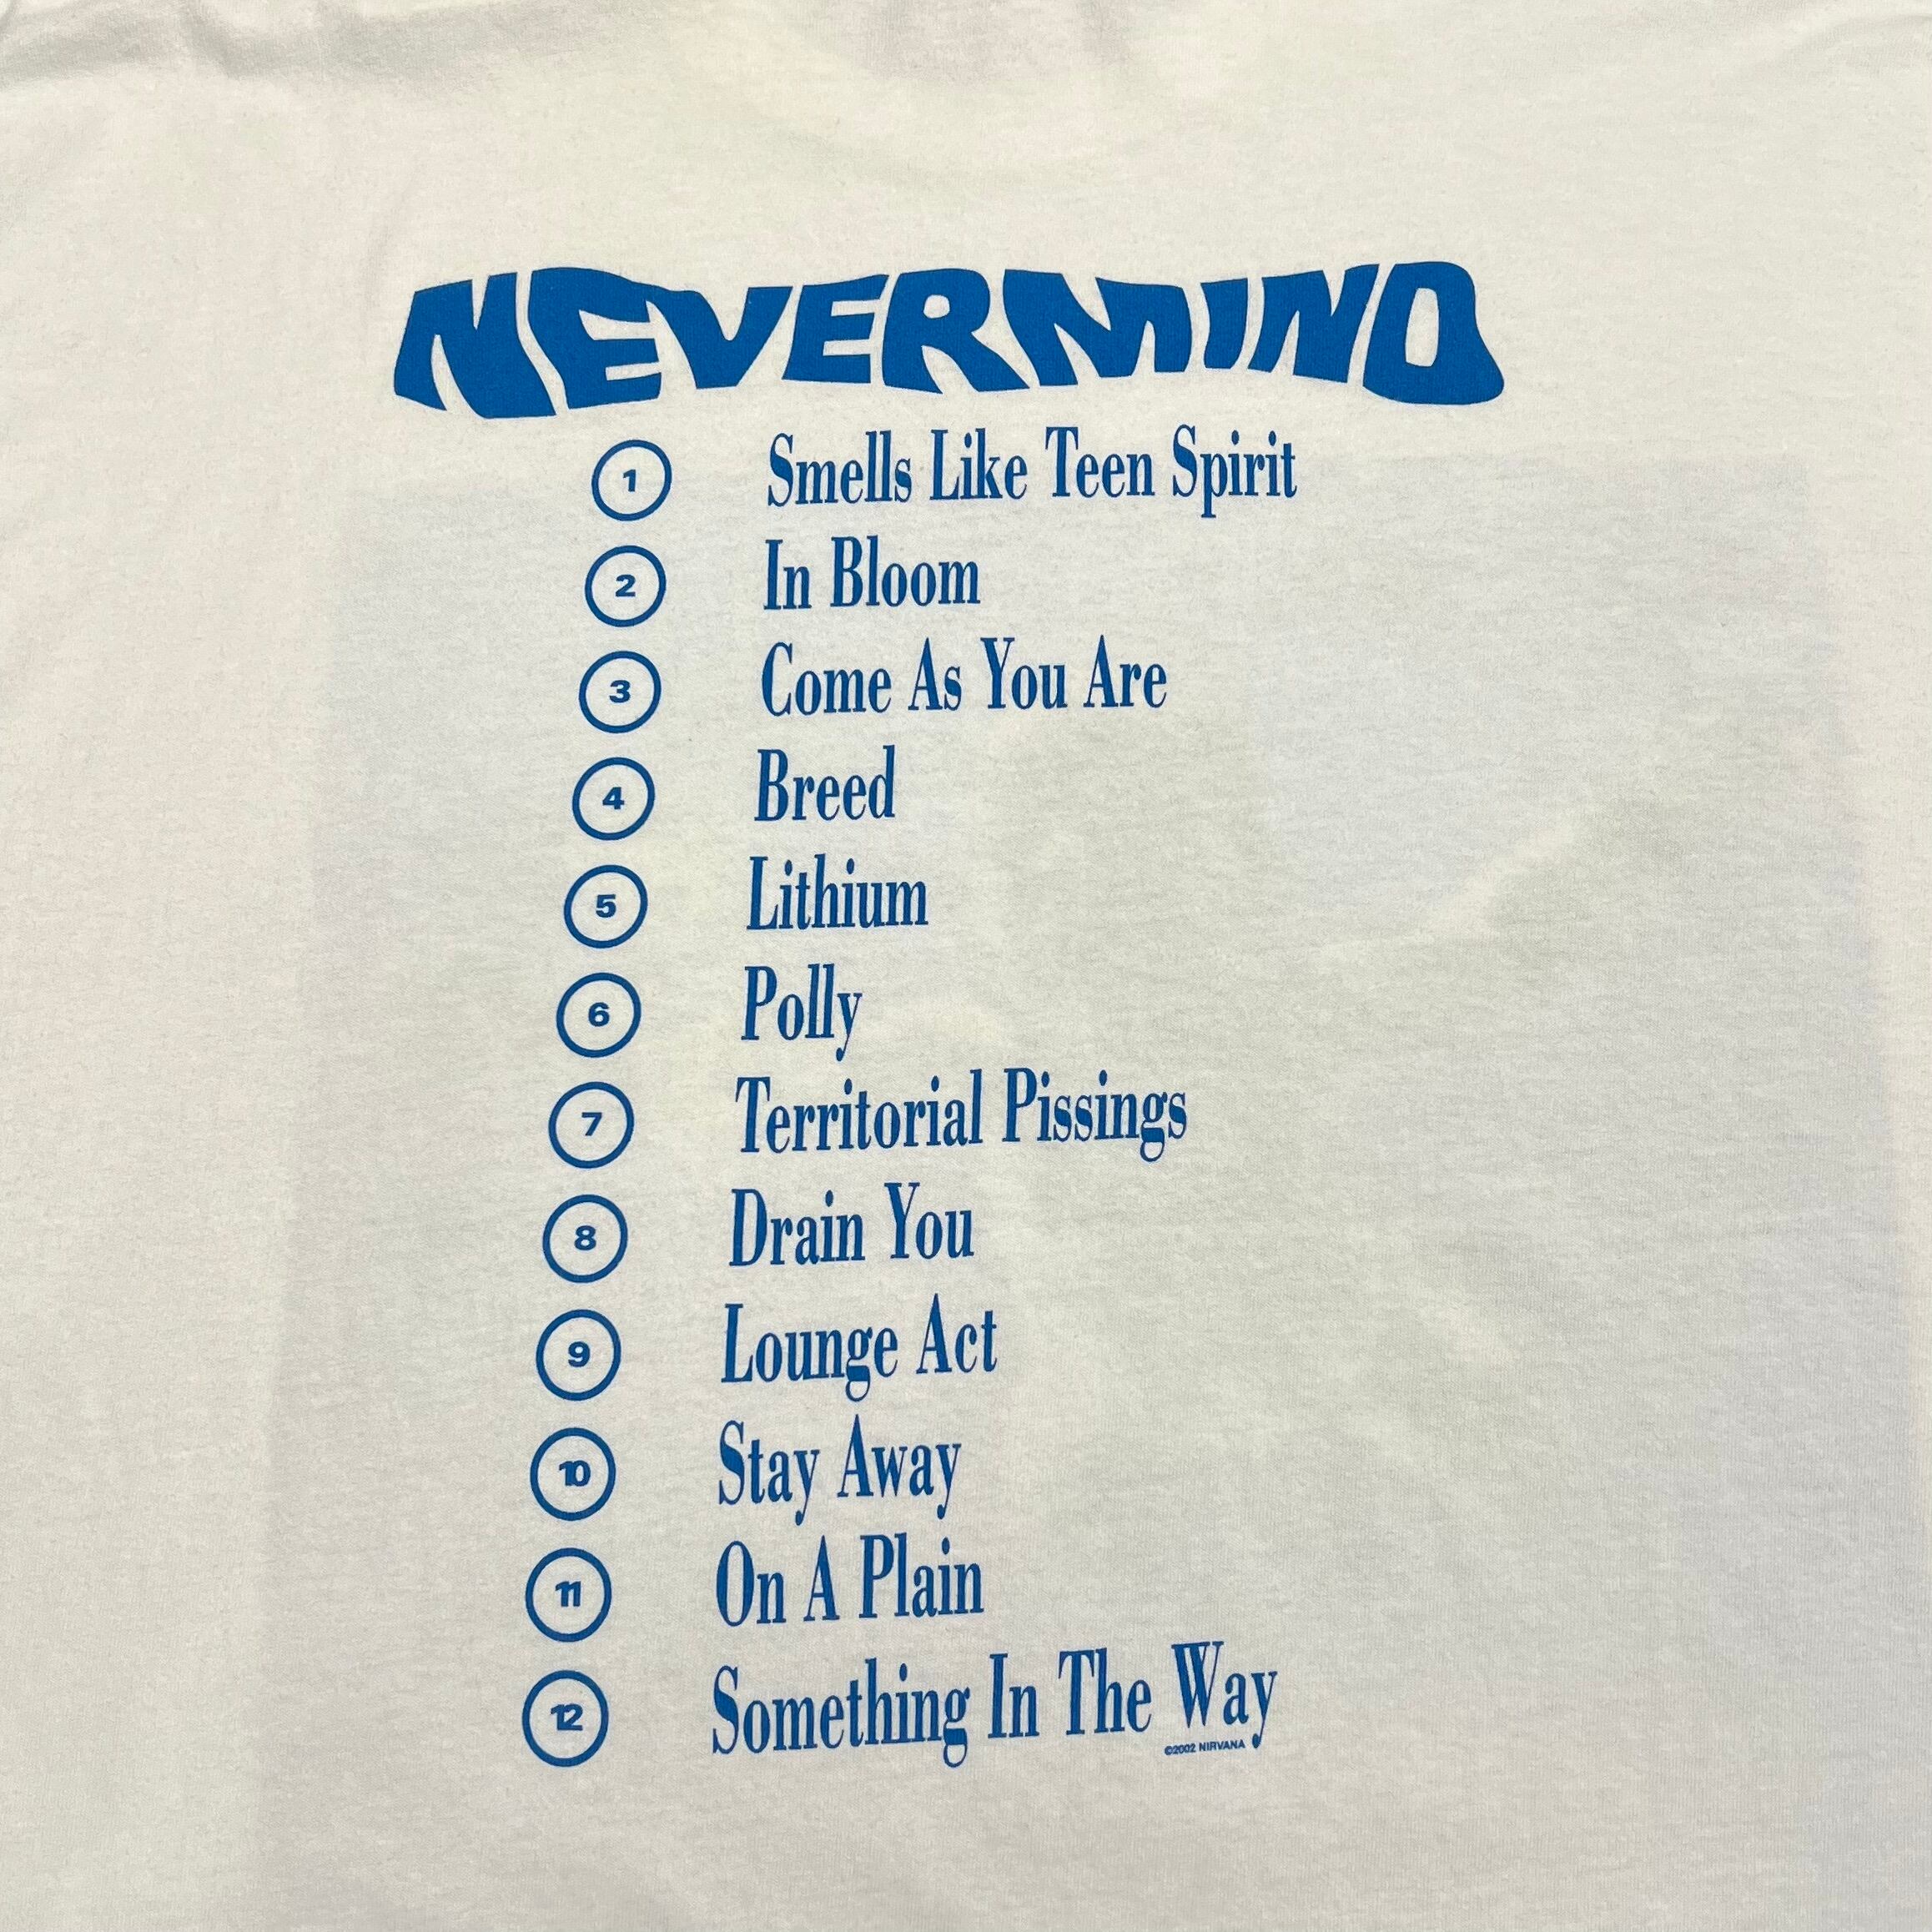 NEVERMIND
1 Smells Like Teen Spirit
2 In Bloom
3 Come As You Are
4 Breed
5 Lithium
6 Polly
7 Territorial Pissings
8 Drain You
9 Lounge Act
10 Stay Away
11 On A Plain
12 Something In The Way
©2002 NIRVANA